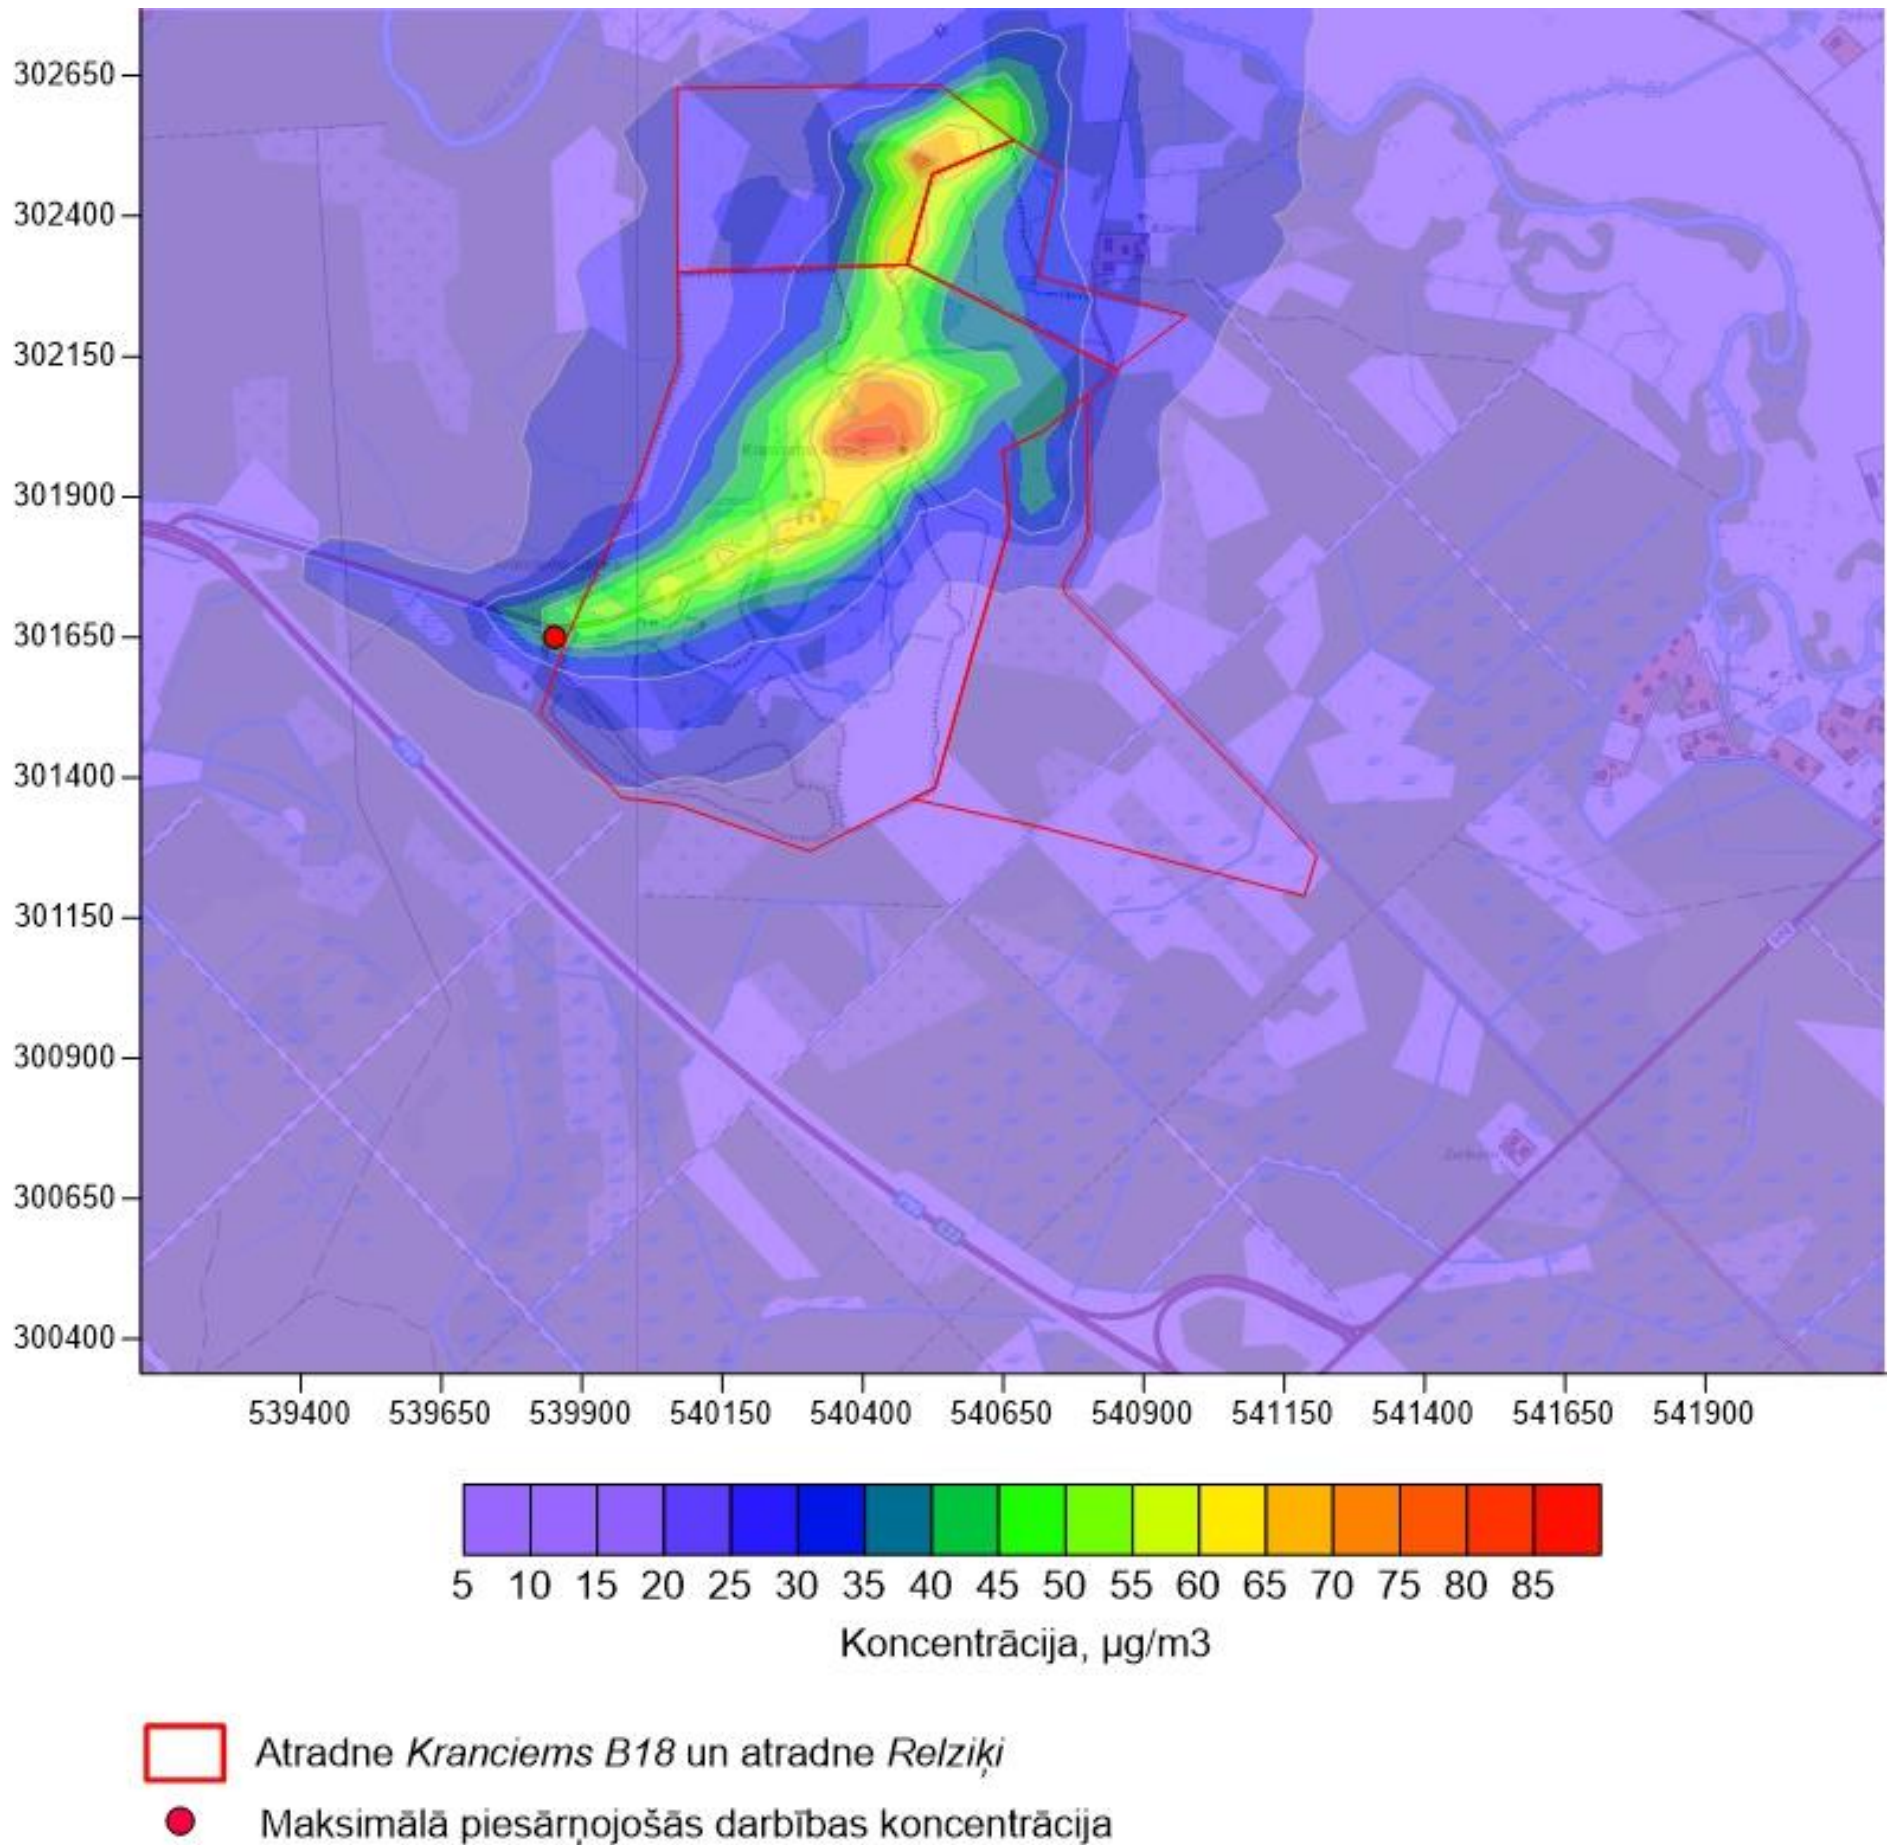 302650
302400
302150
301900
301650
301400
301150
300900
300650
300400
539400 539650 539900 540150 540400 540650 540900 541150 541400 541650 541900
5 10 15 20 25 30 35 40 45 50 55 60 65 70 75 80 85
Koncentrācija, µg/m3
Atradne Kranciems B18 un atradne Relziķi
Maksimālā piesārņojošās darbības koncentrācija